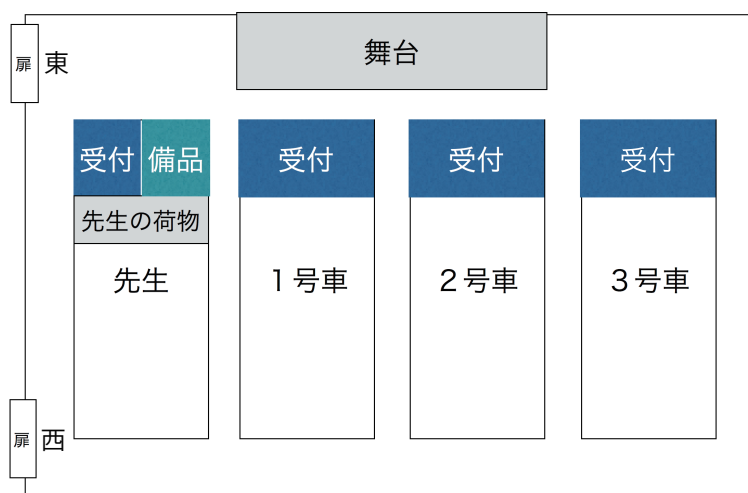 舞台
扉 東
受付 備品 受付 受付 受付
先生の荷物
先生 1号車 2号車 3号車
扉 西